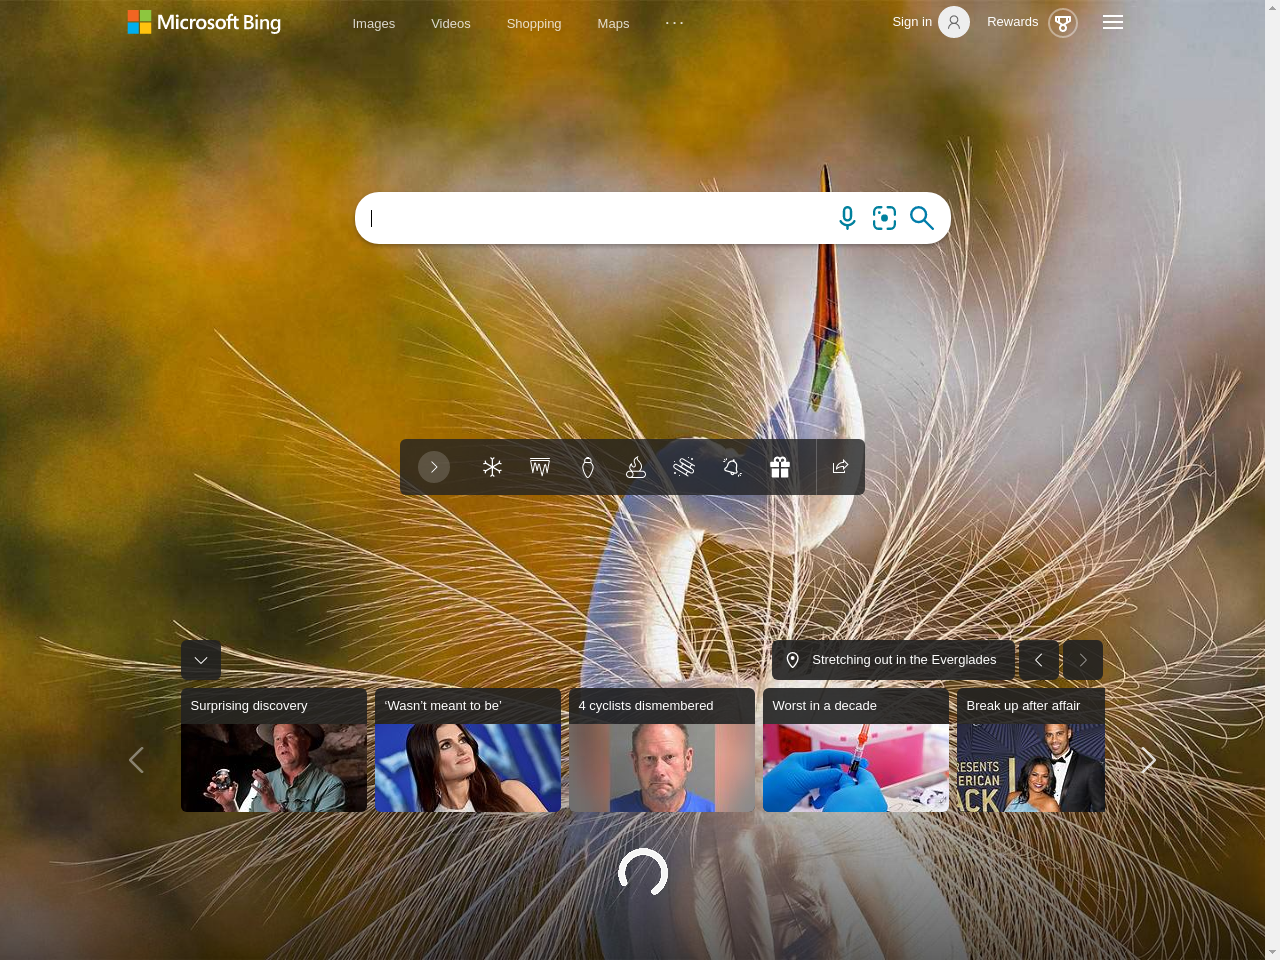 Microsoft Bing
Images Videos Shopping Maps ...
Sign in Rewards
Stretching out in the Everglades
Surprising discovery
‘Wasn’t meant to be’
4 cyclists dismembered
Worst in a decade
Break up after affair
ESENTS
ERICAN
ACK